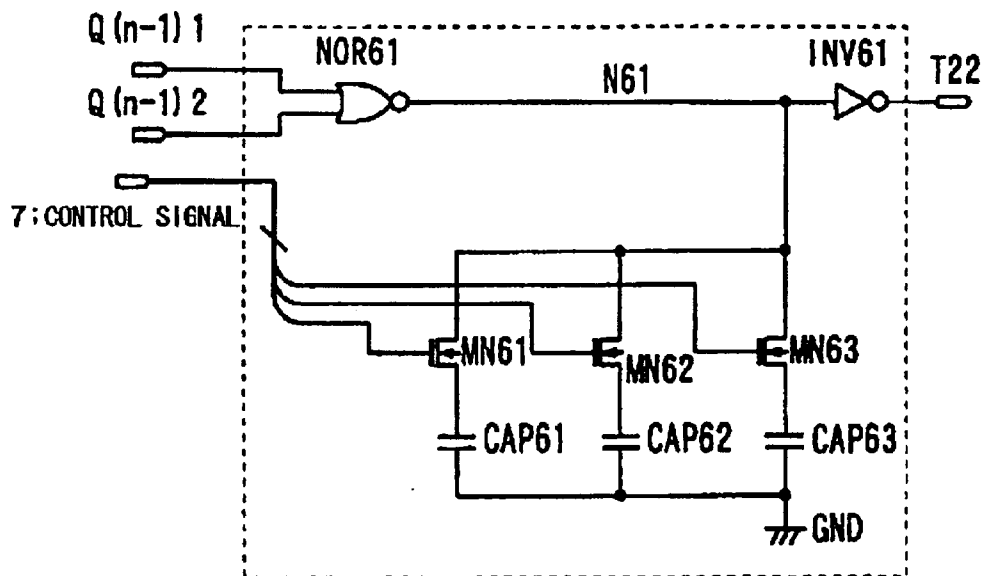 Q(n-1)1
NOR61
N61
INV61
T22
Q(n-1)2
7;CONTROL SIGNAL
MN61
MN62
MN63
CAP61
CAP62
CAP63
GND